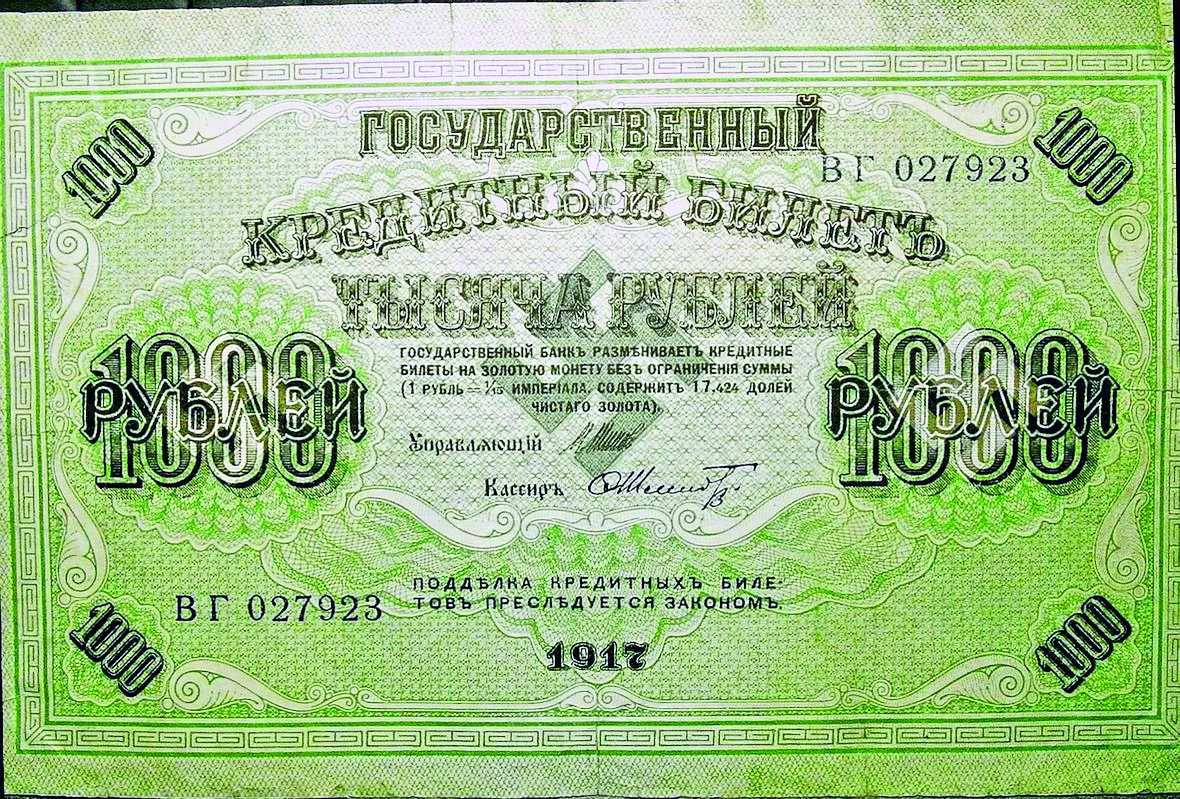 1000
ГОСУДАРСТВЕННЫЙ
1000
ВГ 027923
КРЕДИТНЫЙ БИЛЕТЪ
ТЫСЯЧА РУБЛЕЙ
1000
РУБЛЕЙ
ГОСУДАРСТВЕННЫЙ БАНКЪ РАЗМѢНИВАЕТЪ КРЕДИТНЫЕ
БИЛЕТЫ НА ЗОЛОТУЮ МОНЕТУ БЕЗЪ ОГРАНИЧЕНІЯ СУММЫ
(1 РУБЛЬ = 1/15 ИМПЕРІАЛА, СОДЕРЖИТЪ 17,424 ДОЛЕЙ
ЧИСТАГО ЗОЛОТА).
1000
РУБЛЕЙ
Управляющій
Кассиръ
ПОДДѢЛКА КРЕДИТНЫХЪ БИЛЕ-
ТОВЪ ПРЕСЛѢДУЕТСЯ ЗАКОНОМЪ.
ВГ 027923
1000
1917
1000